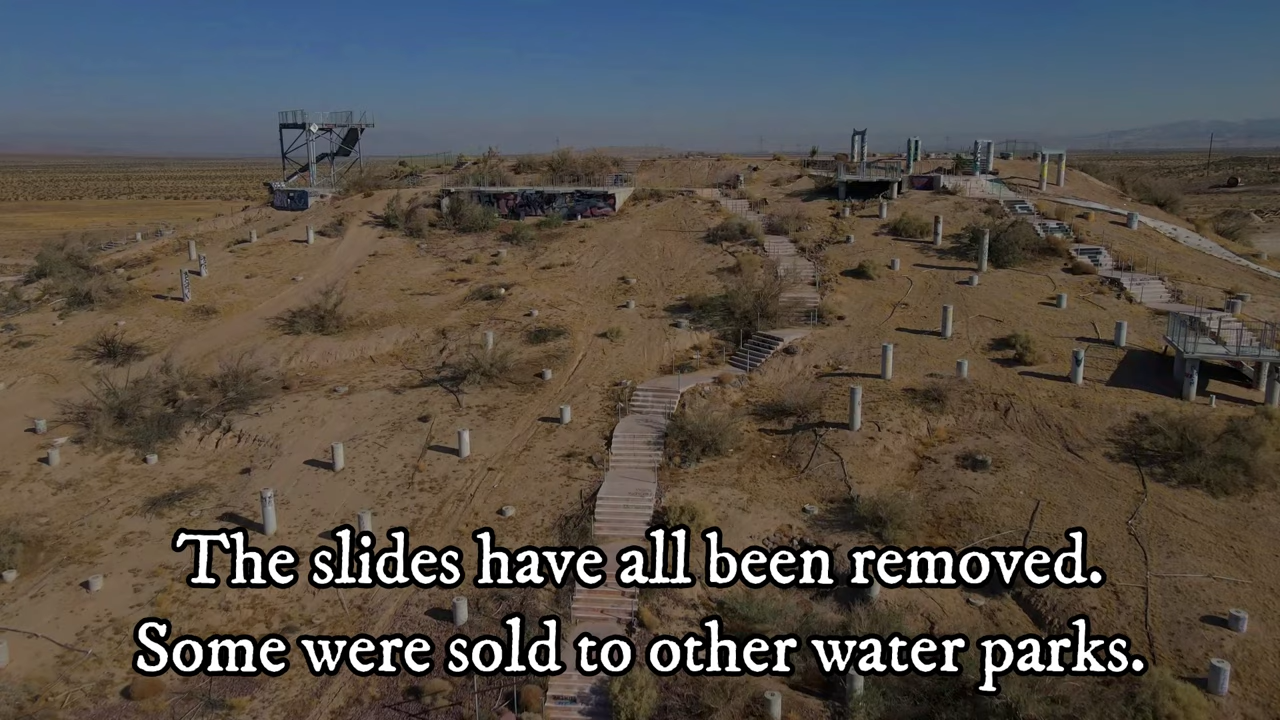 The slides have all been removed.
Some were sold to other water parks.